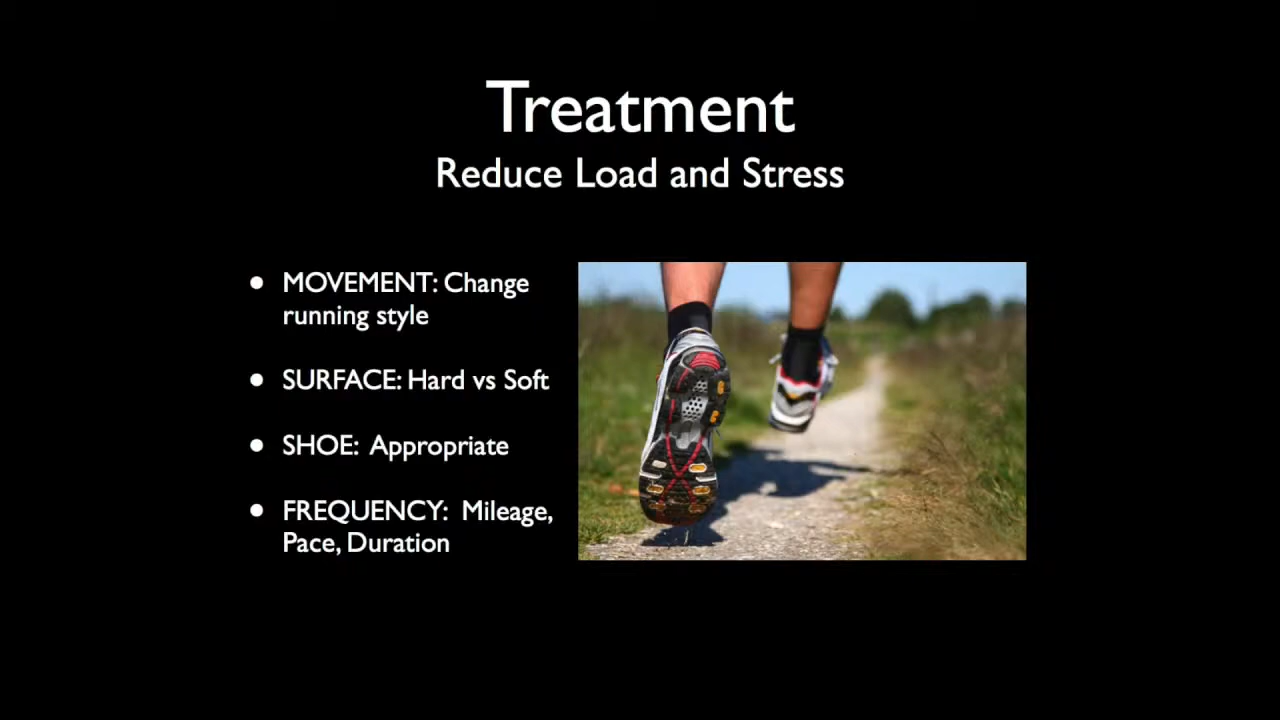 Treatment
Reduce Load and Stress
• MOVEMENT: Change
running style
• SURFACE: Hard vs Soft
• SHOE: Appropriate
• FREQUENCY: Mileage,
Pace, Duration